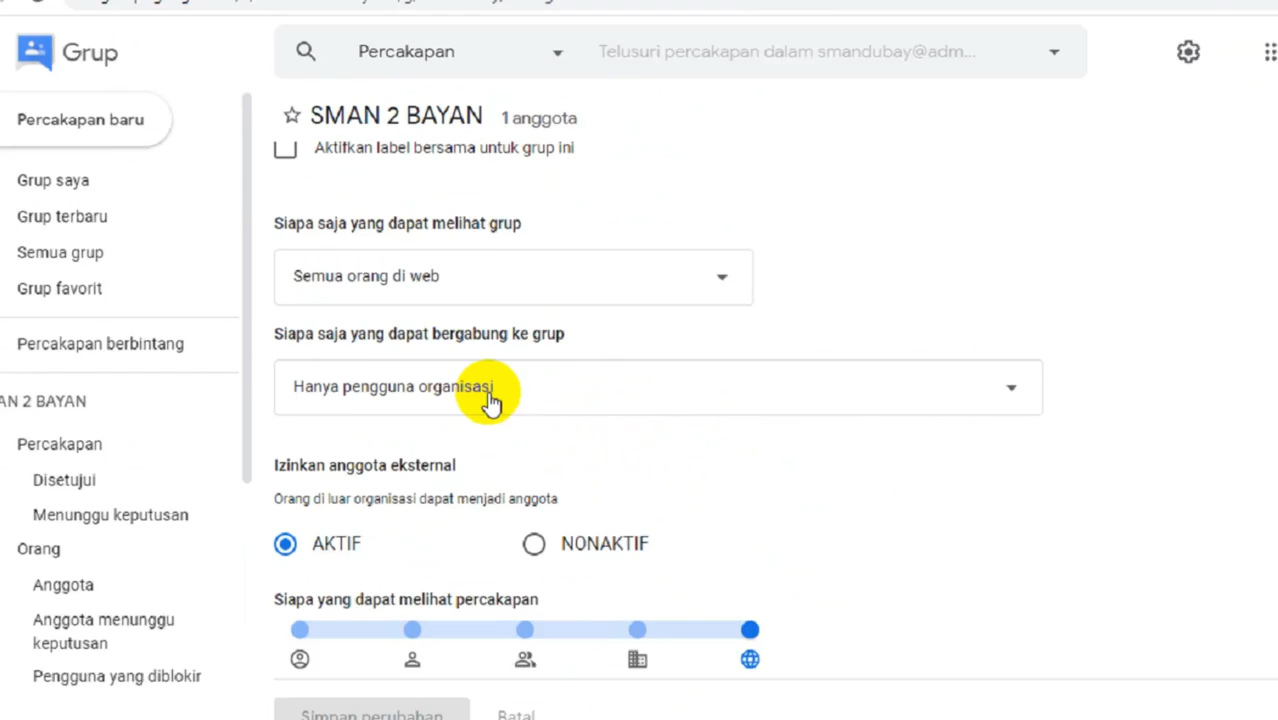 Grup
Percakapan
Telusuri percakapan dalam smandubay@adm...
Percakapan baru
Grup saya
Grup terbaru
Semua grup
Grup favorit
Percakapan berbintang
AN 2 BAYAN
Percakapan
Disetujui
Menunggu keputusan
Orang
Anggota
Anggota menunggu
keputusan
Pengguna yang diblokir
SMAN 2 BAYAN 1 anggota
Aktifkan label bersama untuk grup ini
Siapa saja yang dapat melihat grup
Semua orang di web
Siapa saja yang dapat bergabung ke grup
Hanya pengguna organisasi
Izinkan anggota eksternal
Orang di luar organisasi dapat menjadi anggota
AKTIF NONAKTIF
Siapa yang dapat melihat percakapan
Simpan perubahan Batal